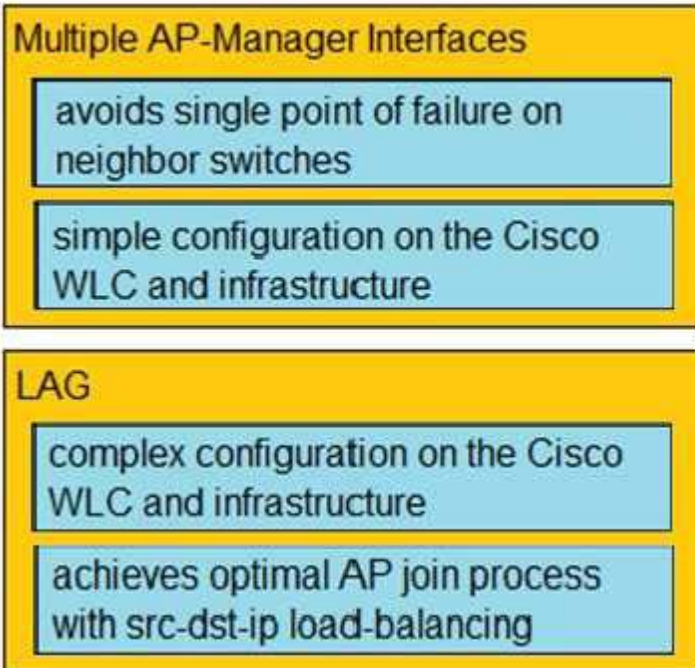 Multiple AP-Manager Interfaces
avoids single point of failure on
neighbor switches
simple configuration on the Cisco
WLC and infrastructure
LAG
complex configuration on the Cisco
WLC and infrastructure
achieves optimal AP join process
with src-dst-ip load-balancing